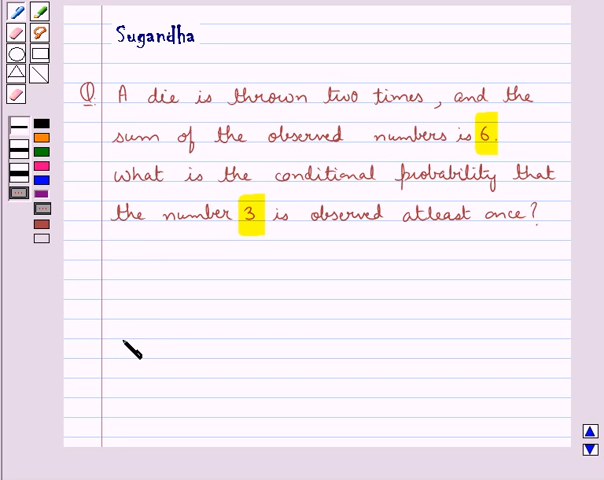 Sugandha
Q A die is thrown two times, and the
sum of the observed numbers is 6.
What is the conditional probability that
the number 3 is observed atleast once?